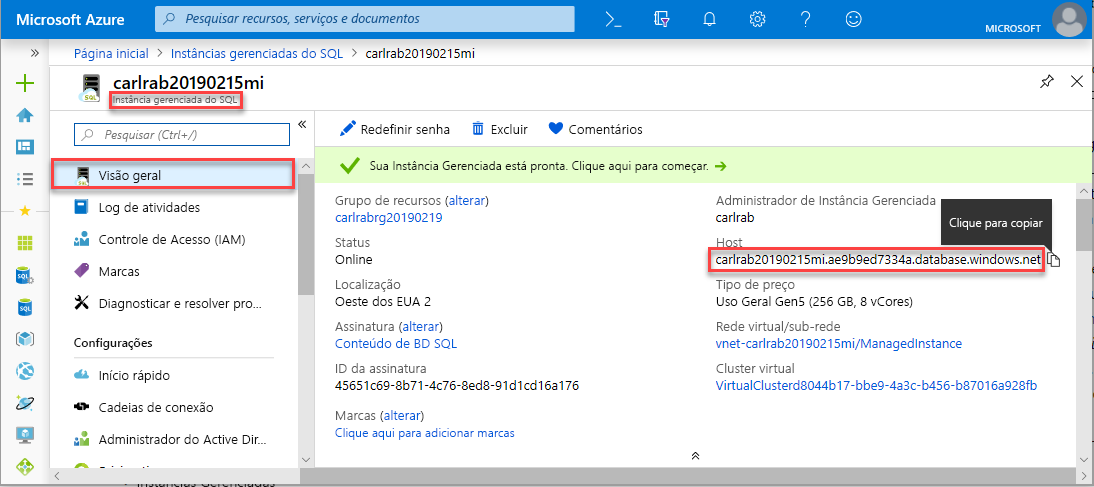 Microsoft Azure
Pesquisar recursos, serviços e documentos
MICROSOFT
Página inicial
Instâncias gerenciadas do SQL
carlrab20190215mi
carlrab20190215mi
Instância gerenciada do SQL
Pesquisar (Ctrl+/)
Visão geral
Log de atividades
Controle de Acesso (IAM)
Marcas
Diagnosticar e resolver pro...
Configurações
Início rápido
Cadeias de conexão
Administrador do Active Dir...
Redefinir senha
Excluir
Comentários
Sua Instância Gerenciada está pronta. Clique aqui para começar.
Grupo de recursos (alterar)
carlrabrg20190219
Status
Online
Localização
Oeste dos EUA 2
Assinatura (alterar)
Conteúdo de BD SQL
ID da assinatura
45651c69-8b71-4c76-8ed8-91d1cd16a176
Marcas (alterar)
Clique aqui para adicionar marcas
Administrador de Instância Gerenciada
carlrab
Clique para copiar
Host
carlrab20190215mi.ae9b9ed7334a.database.windows.net
Tipo de preço
Uso Geral Gen5 (256 GB, 8 vCores)
Rede virtual/sub-rede
vnet-carlrab20190215mi/ManagedInstance
Cluster virtual
VirtualClusterd8044b17-bbe9-4a3c-b456-b87016a928fb